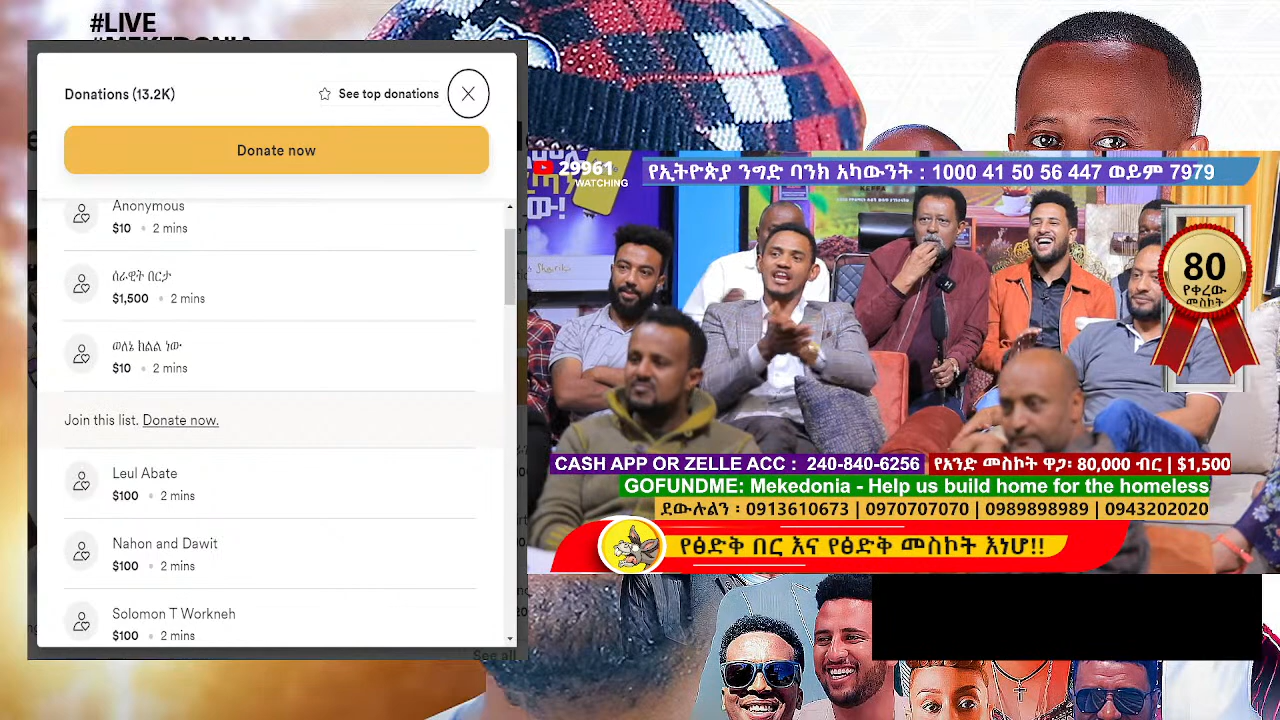 #LIVE
#MEKEDONIA
Donations (13.2K)
See top donations
Donate now
Anonymous
$10 • 2 mins
ሰራዊት በርታ
$1,500 • 2 mins
ወለኔ ክልል ነው
$10 • 2 mins
Join this list. Donate now.
Leul Abate
$100 • 2 mins
Nahon and Dawit
$100 • 2 mins
Solomon T Workneh
$100 • 2 mins
See all
29961
WATCHING
የኢትዮጵያ ንግድ ባንክ አካውንት : 1000 41 50 56 447 ወይም 7979
ው!
KEFFA
80
የቀረው
መስኮት
CASH APP OR ZELLE ACC : 240-840-6256
የአንድ መስኮት ዋጋ፡ 80,000 ብር | $1,500
GOFUNDME: Mekedonia - Help us build home for the homeless
ደውሉልን ፡ 0913610673 | 0970707070 | 0989898989 | 0943202020
የፅድቅ በር እና የፅድቅ መስኮት እነሆ!!